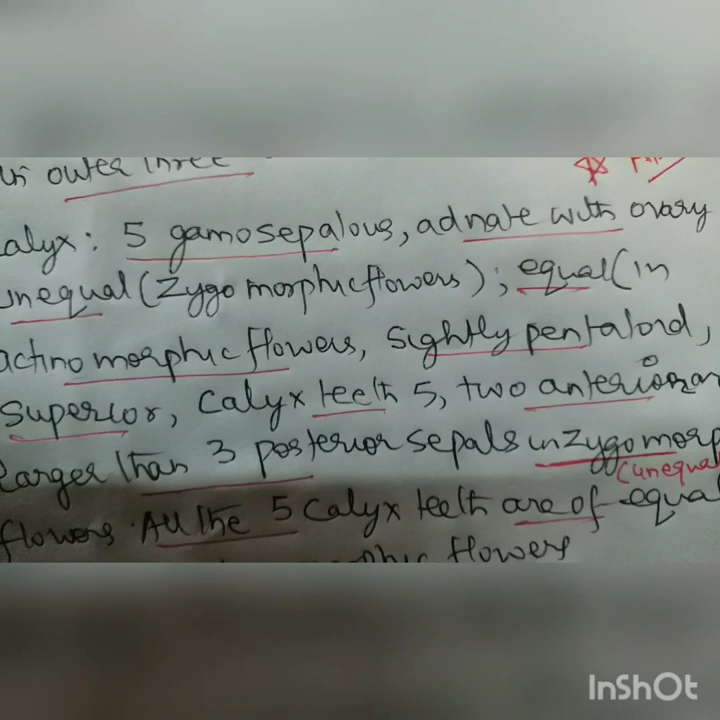 outer three
alyx: 5 gamosepalous, adnate with ovary
unequal (Zygomorphic flowers); equal (in
actinomorphic flowers, Sightly pentaloid,
superior, Calyx teeth 5, two anterior are
larger than 3 posterior sepals in zygomorp
(unequal
flowers. All the 5 Calyx teeth are of equal
phic flowers
InShOt